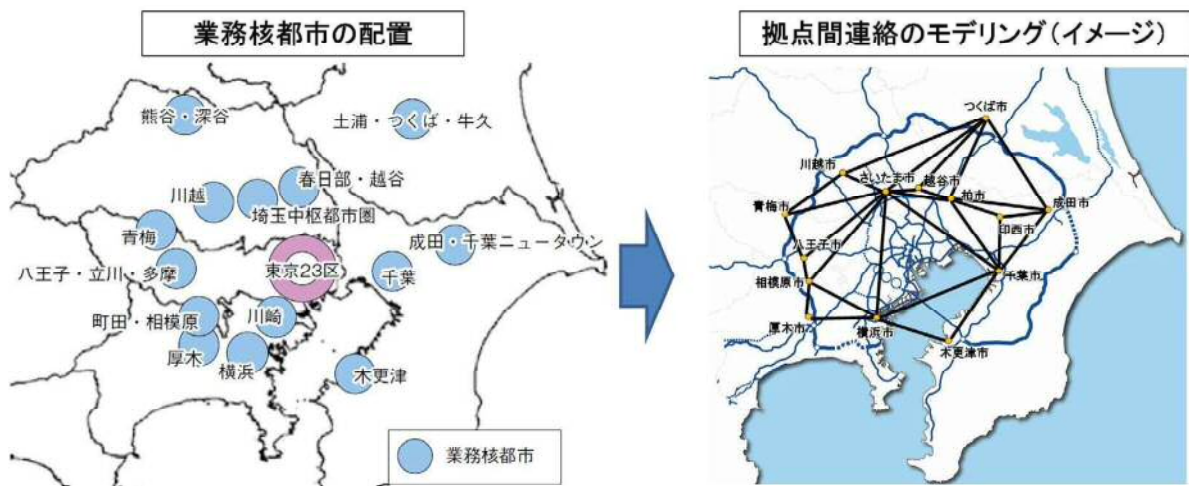 業務核都市の配置
熊谷・深谷
土浦・つくば・牛久
春日部・越谷
川越
埼玉中枢都市圏
青梅
成田・千葉ニュータウン
八王子・立川・多摩
東京23区
千葉
町田・相模原
川崎
厚木
横浜
木更津
業務核都市
拠点間連絡のモデリング(イメージ)
つくば市
川越市
さいたま市
越谷市
柏市
青梅市
成田市
印西市
八王子市
千葉市
相模原市
厚木市
横浜市
木更津市